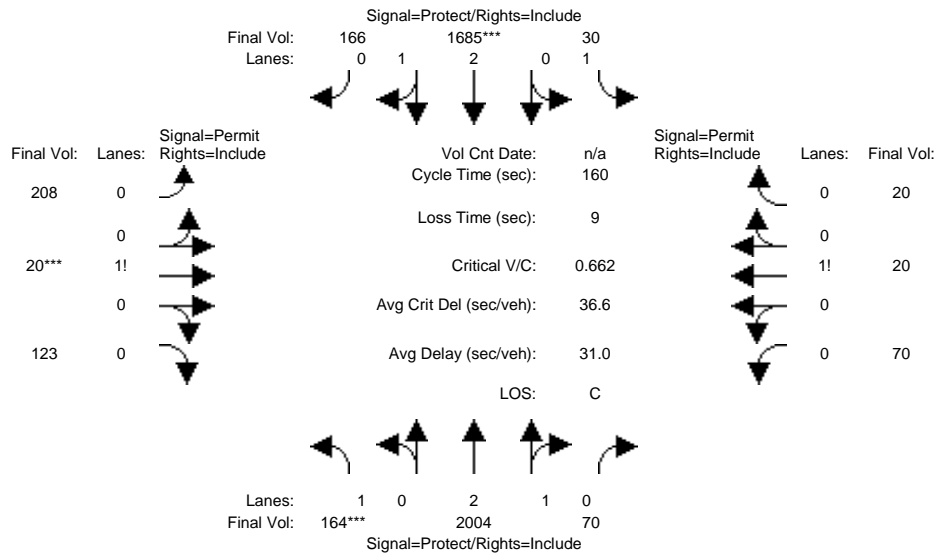 Signal=Protect/Rights=Include
Final Vol: 166 1685*** 30
Lanes: 0 1 2 0 1
Signal=Permit Signal=Permit
Final Vol: Lanes: Rights=Include Vol Cnt Date: n/a Rights=Include Lanes: Final Vol:
Cycle Time (sec): 160
208 0 0 20
Loss Time (sec): 9
0 0
20*** 1! Critical V/C: 0.662 1! 20
0 Avg Crit Del (sec/veh): 36.6 0
123 0 Avg Delay (sec/veh): 31.0 0 70
LOS: C
Lanes: 1 0 2 1 0
Final Vol: 164*** 2004 70
Signal=Protect/Rights=Include